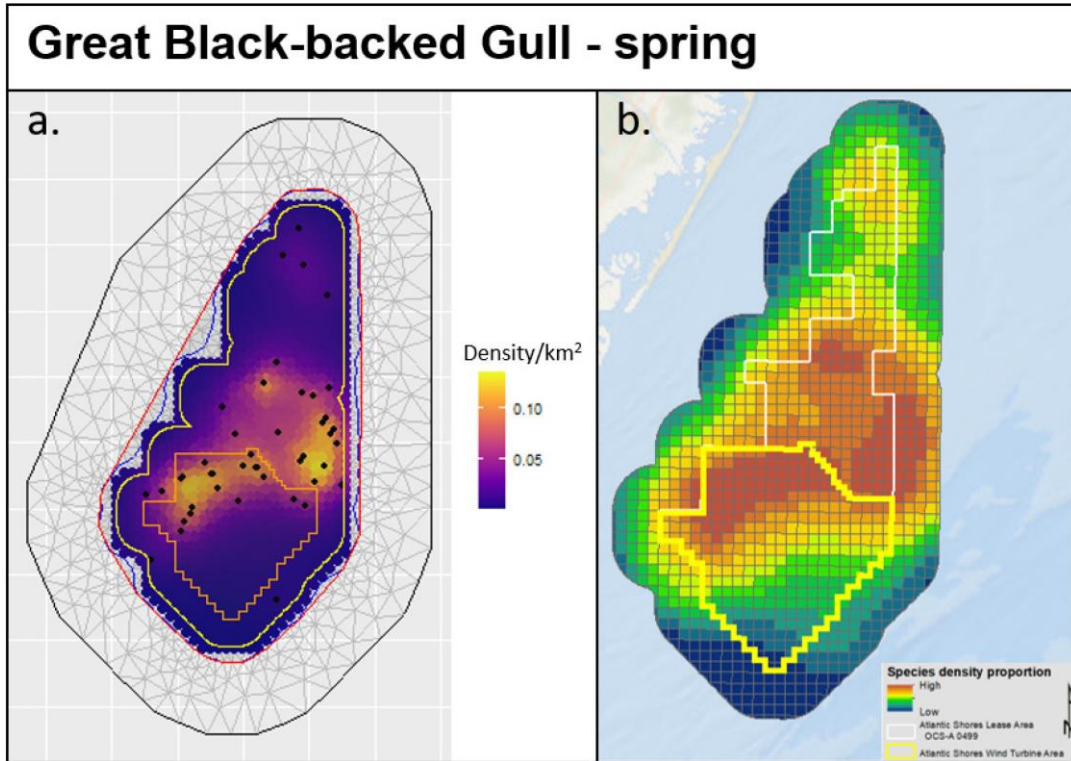 Great Black-backed Gull - spring
a.
Density/km²
0.10
0.05
b.
Species density proportion
High
Low
Atlantic Shores Lease Area
OCS-A 0499
Atlantic Shores Wind Turbine Area